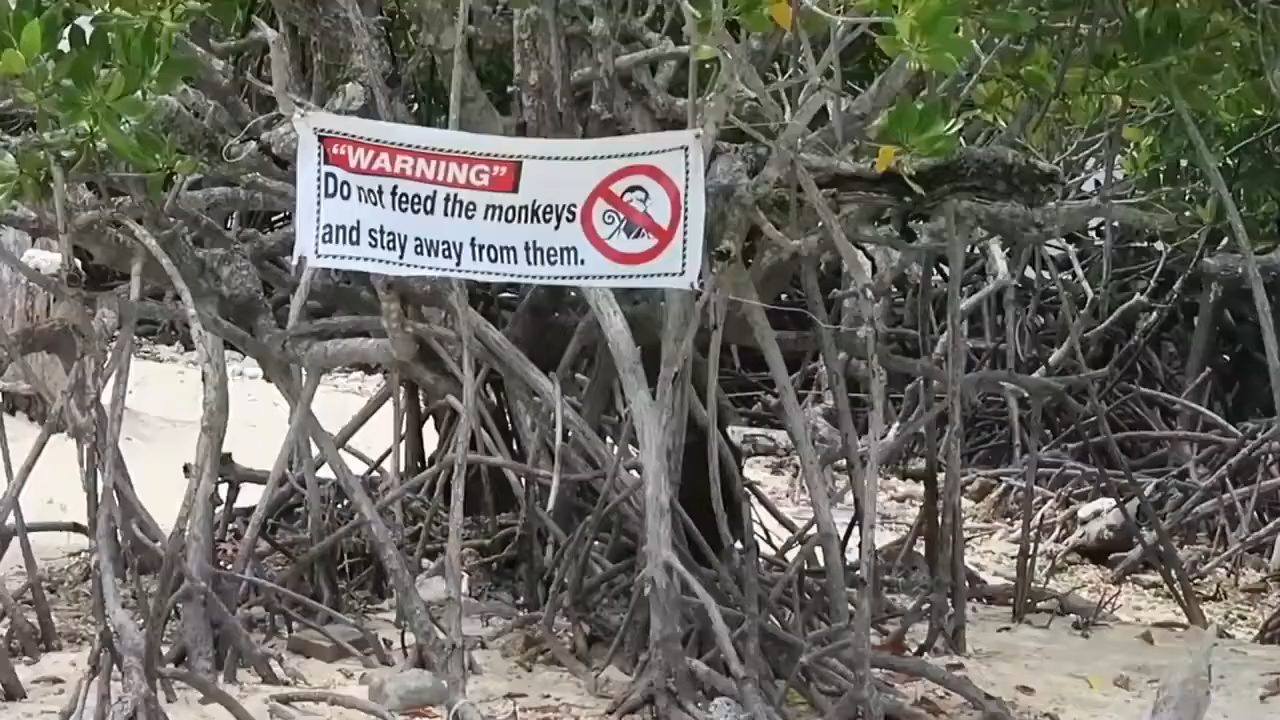 “WARNING”
Do not feed the monkeys
and stay away from them.